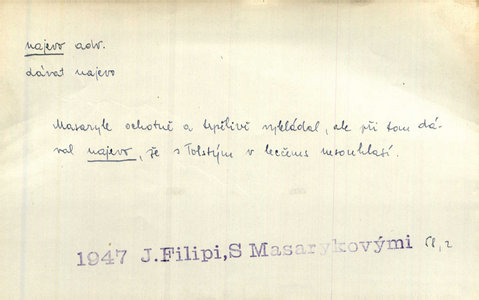 najevo adv.
dávat najevo
Masaryk ochotně a trpělivě vykládal, ale při tom dá-
val najevo, že s Tolstým v lecčems nesouhlasí.
1947 J.Filipi,S Masarykovými